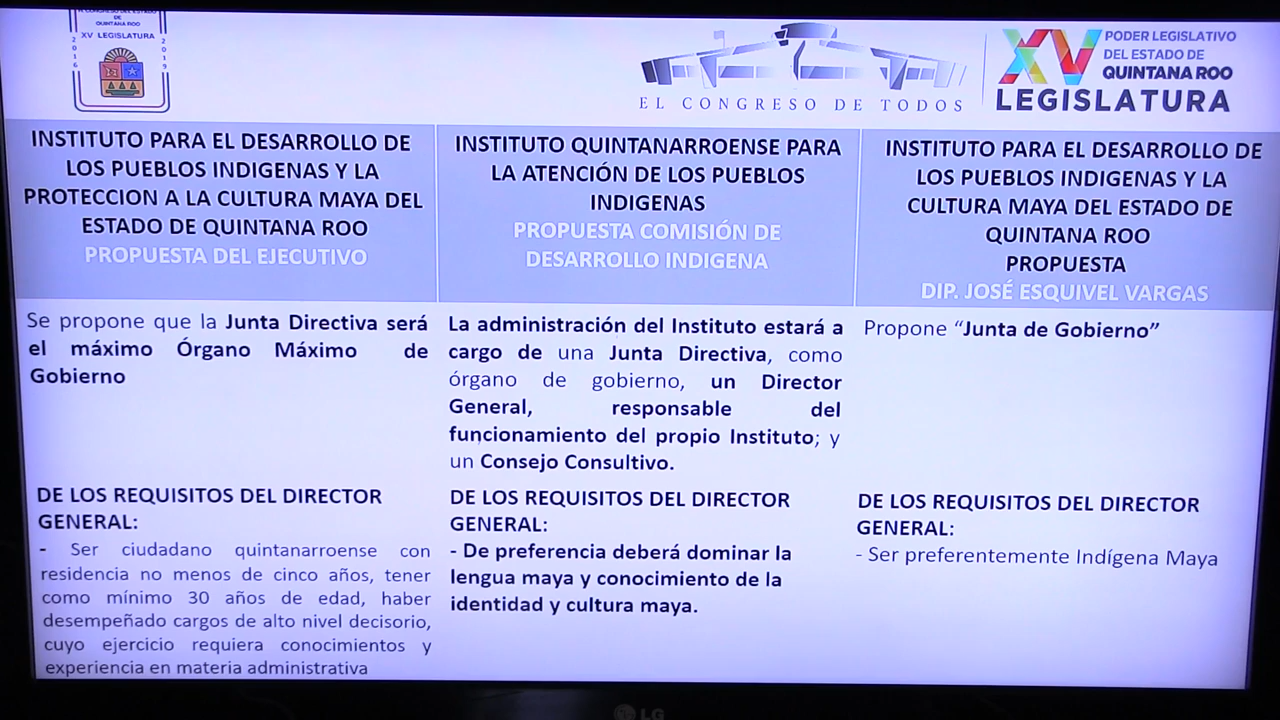 H. CONGRESO DEL ESTADO
DE
QUINTANA ROO
XV LEGISLATURA
2016
2019
EL CONGRESO DE TODOS
XV
PODER LEGISLATIVO
DEL ESTADO DE
QUINTANA ROO
LEGISLATURA
INSTITUTO PARA EL DESARROLLO DE
LOS PUEBLOS INDIGENAS Y LA
PROTECCION A LA CULTURA MAYA DEL
ESTADO DE QUINTANA ROO
PROPUESTA DEL EJECUTIVO
INSTITUTO QUINTANARROENSE PARA
LA ATENCIÓN DE LOS PUEBLOS
INDIGENAS
PROPUESTA COMISIÓN DE
DESARROLLO INDIGENA
INSTITUTO PARA EL DESARROLLO DE
LOS PUEBLOS INDIGENAS Y LA
CULTURA MAYA DEL ESTADO DE
QUINTANA ROO
PROPUESTA
DIP. JOSÉ ESQUIVEL VARGAS
Se propone que la Junta Directiva será
el máximo Órgano Máximo de
Gobierno
La administración del Instituto estará a
cargo de una Junta Directiva, como
órgano de gobierno, un Director
General, responsable del
funcionamiento del propio Instituto; y
un Consejo Consultivo.
Propone “Junta de Gobierno”
DE LOS REQUISITOS DEL DIRECTOR
GENERAL:
- Ser ciudadano quintanarroense con
residencia no menos de cinco años, tener
como mínimo 30 años de edad, haber
desempeñado cargos de alto nivel decisorio,
cuyo ejercicio requiera conocimientos y
experiencia en materia administrativa
DE LOS REQUISITOS DEL DIRECTOR
GENERAL:
- De preferencia deberá dominar la
lengua maya y conocimiento de la
identidad y cultura maya.
DE LOS REQUISITOS DEL DIRECTOR
GENERAL:
- Ser preferentemente Indígena Maya
LG